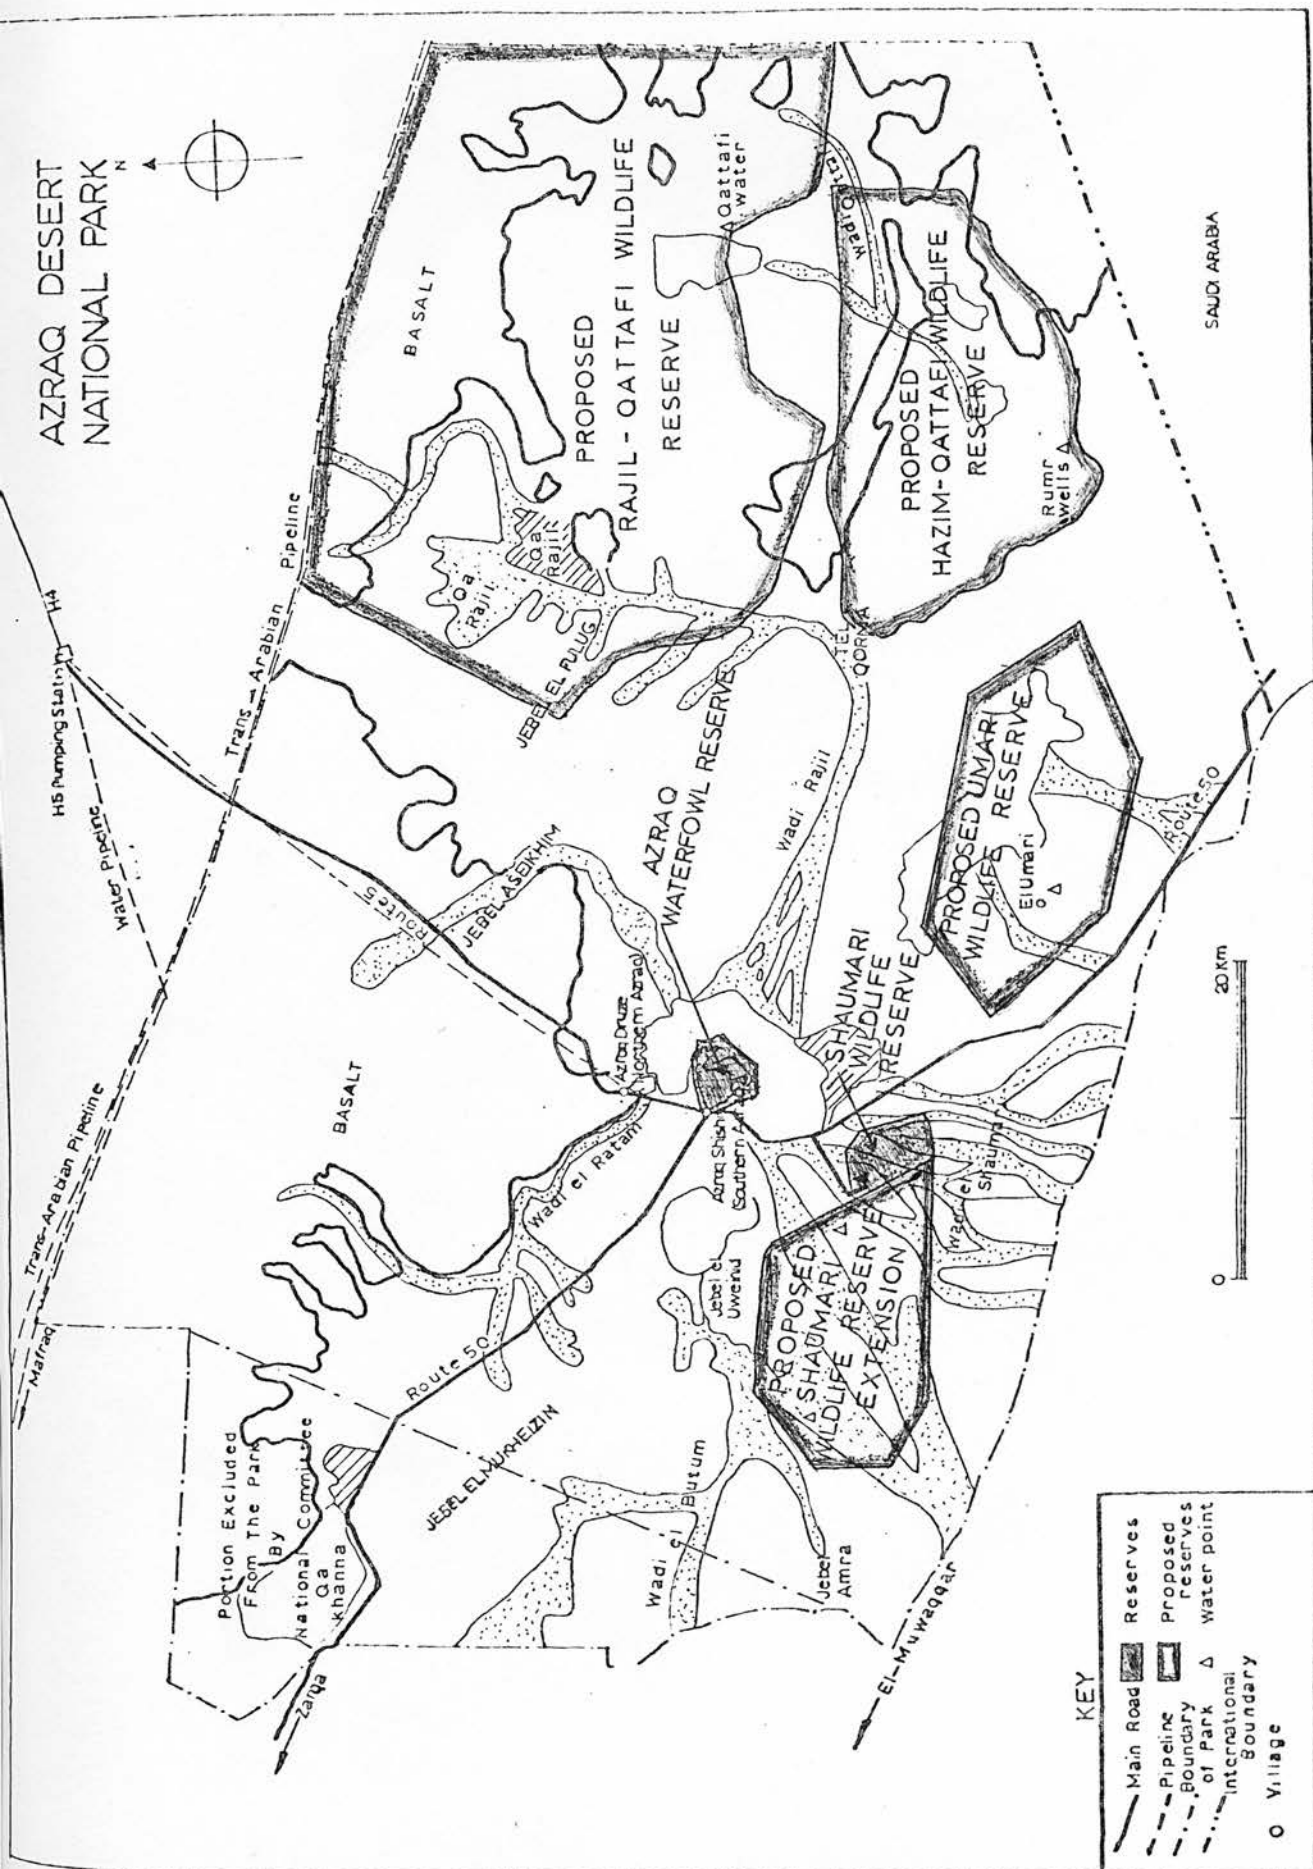 AZRAQ DESERT
NATIONAL PARK
N
H4
H5 Pumping Station
Water Pipeline
Trans-Arabian Pipeline
Trans-Arabian Pipeline
Mafraq
BASALT
BASALT
PROPOSED
RAJIL-QATTAFI WILDLIFE
RESERVE
Qattafi
water
Wadi Qattafi
Qa
Rajil
Qa
Rajil
JEBEL EL FULUG
Route 5
JEBEL ASEIKHIM
AZRAQ
WATERFOWL RESERVE
Wadi Rajil
TEL
QORMA
PROPOSED
HAZIM-QATTAFI WILDLIFE
RESERVE
Rumr
Wells
SAUDI ARABIA
PROPOSED UMARI
WILDLIFE RESERVE
El Umari
Route 50
SHAUMARI
WILDLIFE
RESERVE
Azraq Druze
(Northern Azraq)
Azraq Shishan
(Southern Azraq)
Wadi el Ratam
Jebel el
Uweinid
Wadi el
Shaumari
PROPOSED
SHAUMARI
WILDLIFE RESERVE
EXTENSION
Route 50
JEBEL EL MUKHEIZIN
Portion Excluded
From The Park
By
National Committee
Qa
Khanna
Zarqa
Wadi el Butum
Jebel
Amra
El-Muwaqqar
0
20 Km
KEY
Main Road
Pipeline
Boundary
of Park
International
Boundary
Village
Reserves
Proposed
reserves
Water point